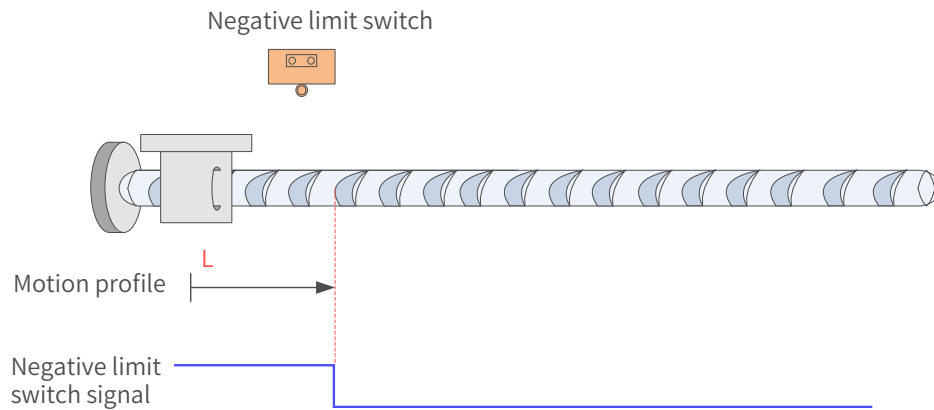 Negative limit switch
L
Motion profile
Negative limit
switch signal